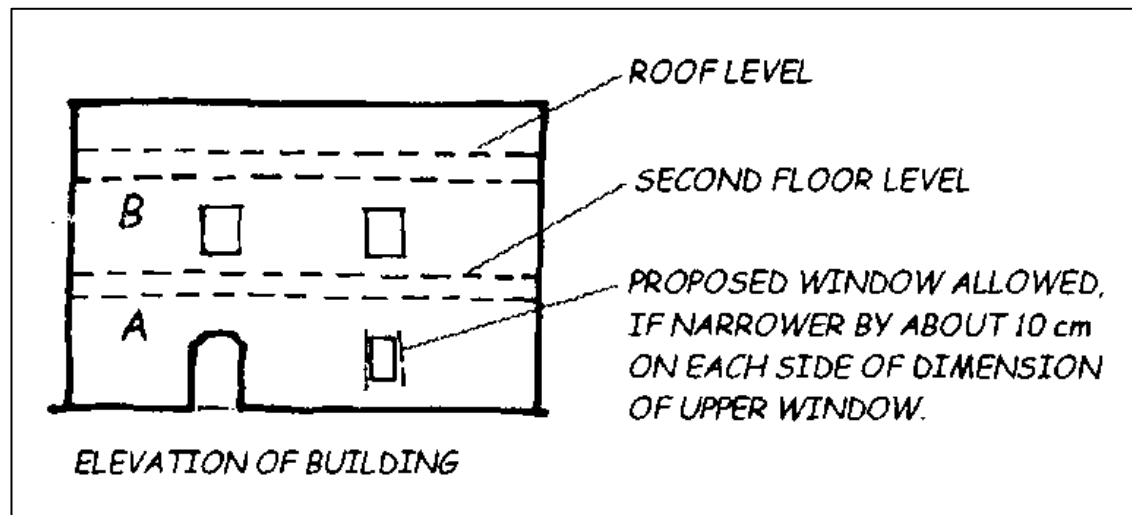 ROOF LEVEL
SECOND FLOOR LEVEL
B
PROPOSED WINDOW ALLOWED,
IF NARROWER BY ABOUT 10 cm
ON EACH SIDE OF DIMENSION
OF UPPER WINDOW.
A
ELEVATION OF BUILDING